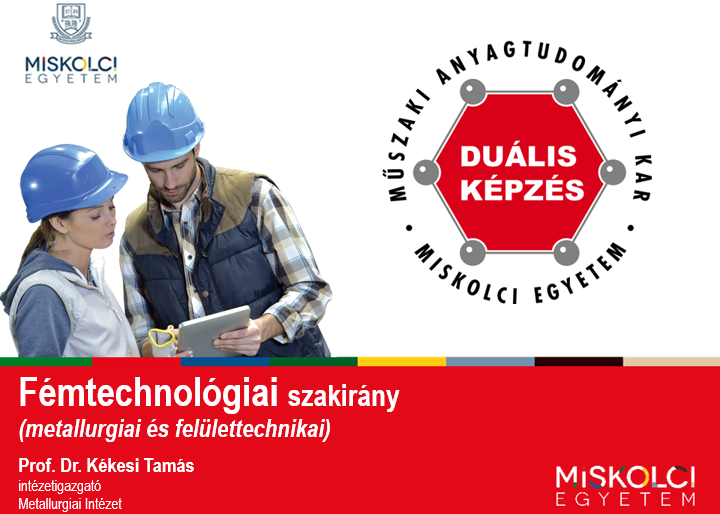 MISKOLCI
EGYETEM
MŰSZAKI ANYAGTUDOMÁNYI KAR
DUÁLIS
KÉPZÉS
• MISKOLCI EGYETEM •
Fémtechnológiai szakirány
(metallurgiai és felülettechnikai)
Prof. Dr. Kékesi Tamás
intézetigazgató
Metallurgiai Intézet
MiSKOLCI
EGYETEM